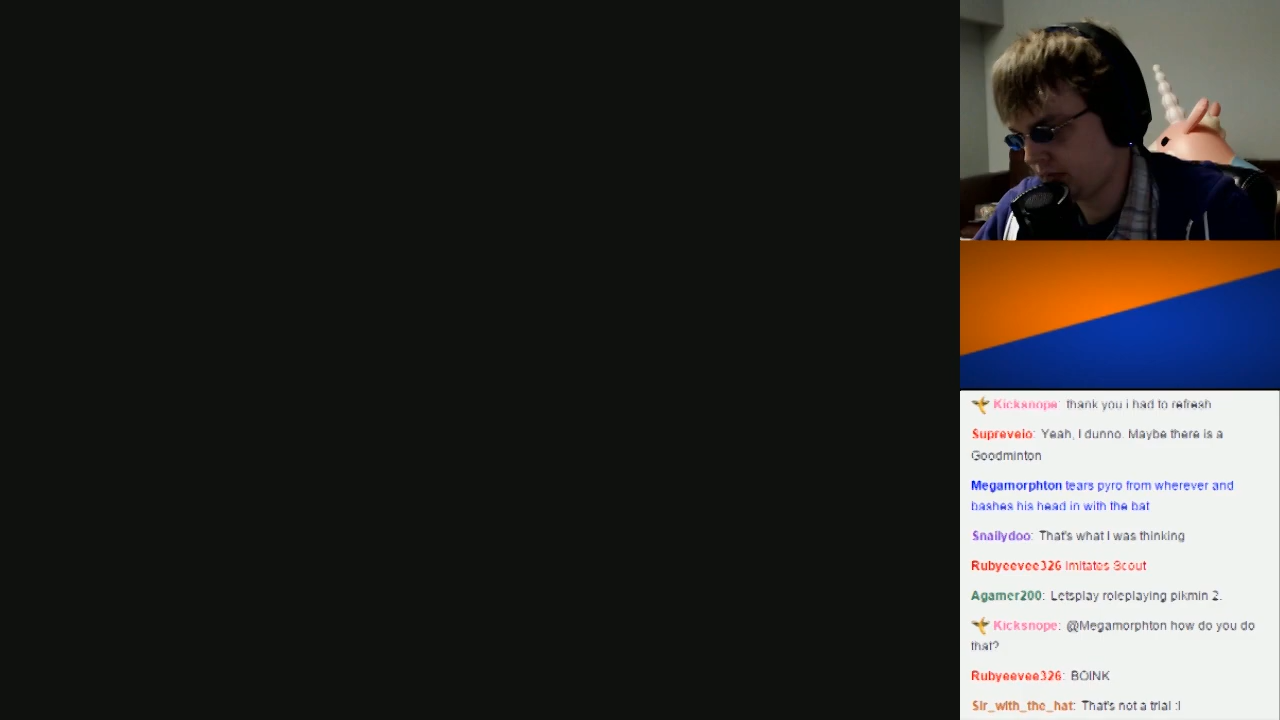 Kicksnope: thank you i had to refresh
Supreveio: Yeah, I dunno. Maybe there is a
Goodminton
Megamorphton tears pyro from wherever and
bashes his head in with the bat
Snailydoo: That's what I was thinking
Rubyeevee326 Imitates Scout
Agamer200: Letsplay roleplaying pikmin 2.
Kicksnope: @Megamorphton how do you do
that?
Rubyeevee326: BOINK
Sir_with_the_hat: That's not a trial :I